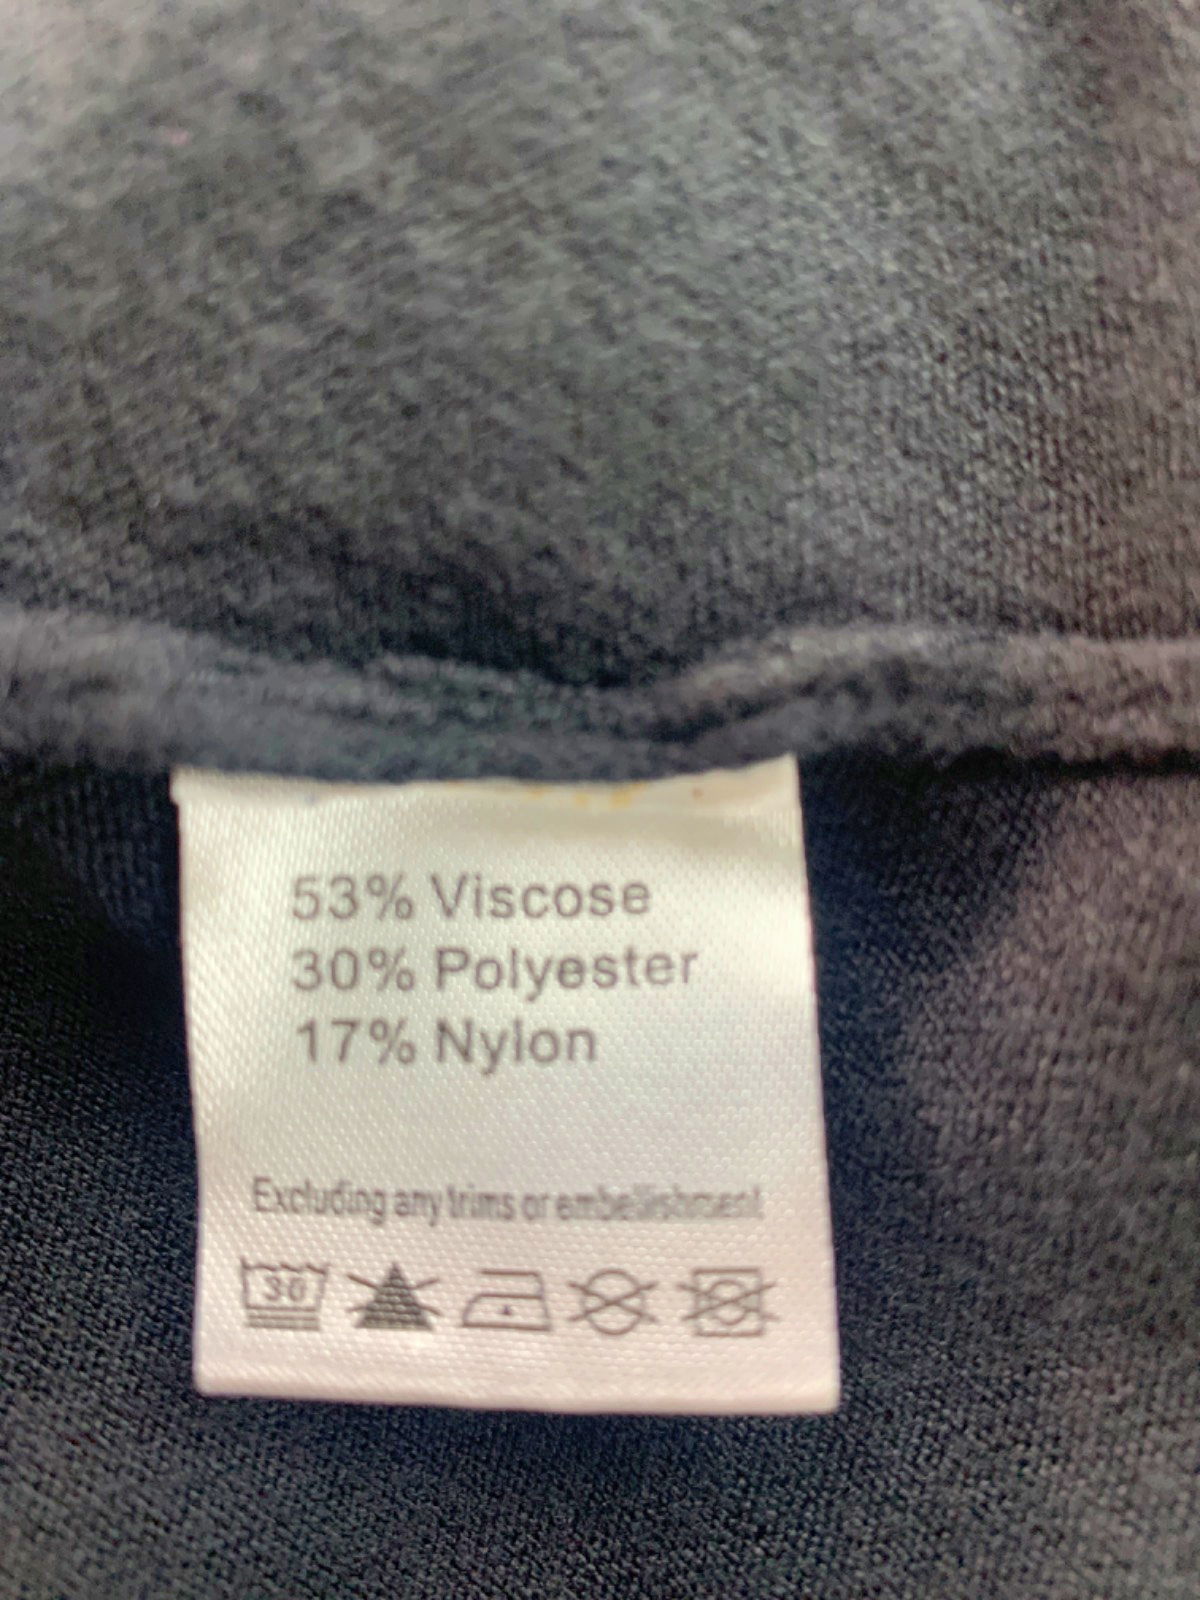 53% Viscose
30% Polyester
17% Nylon
Excluding any trims or embellishment
30